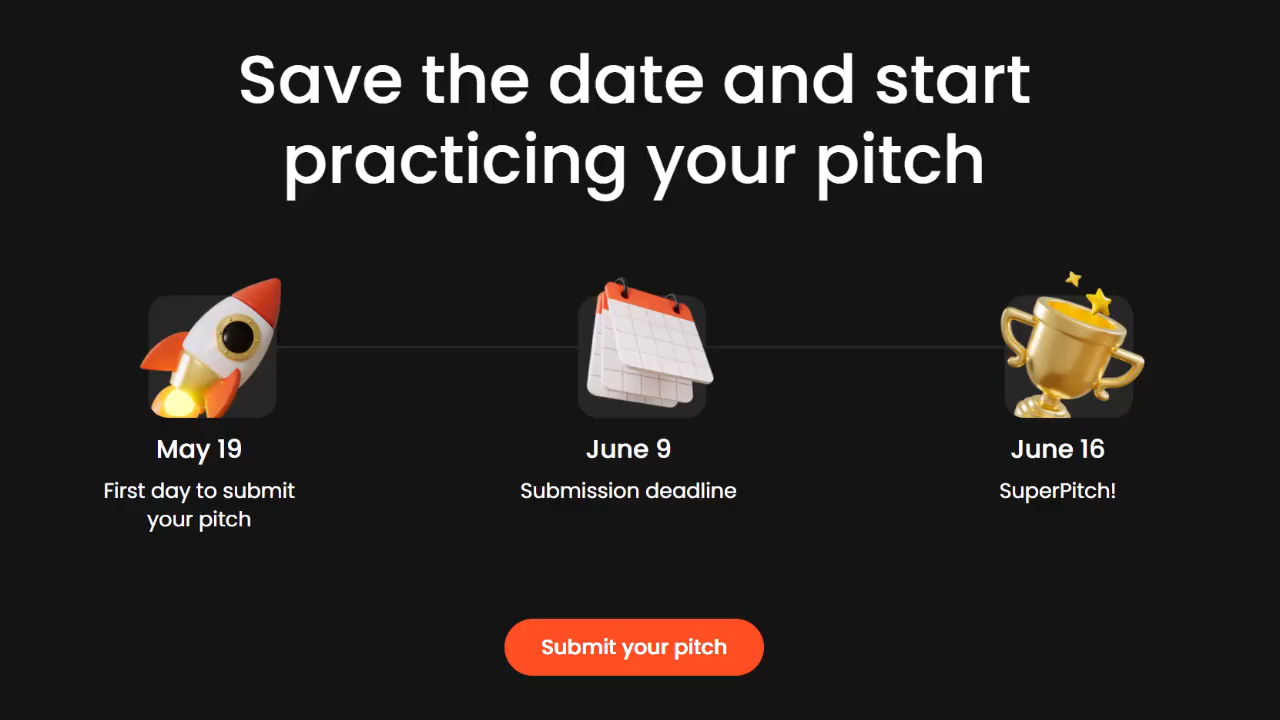 Save the date and start
practicing your pitch
May 19
First day to submit
your pitch
June 9
Submission deadline
June 16
SuperPitch!
Submit your pitch